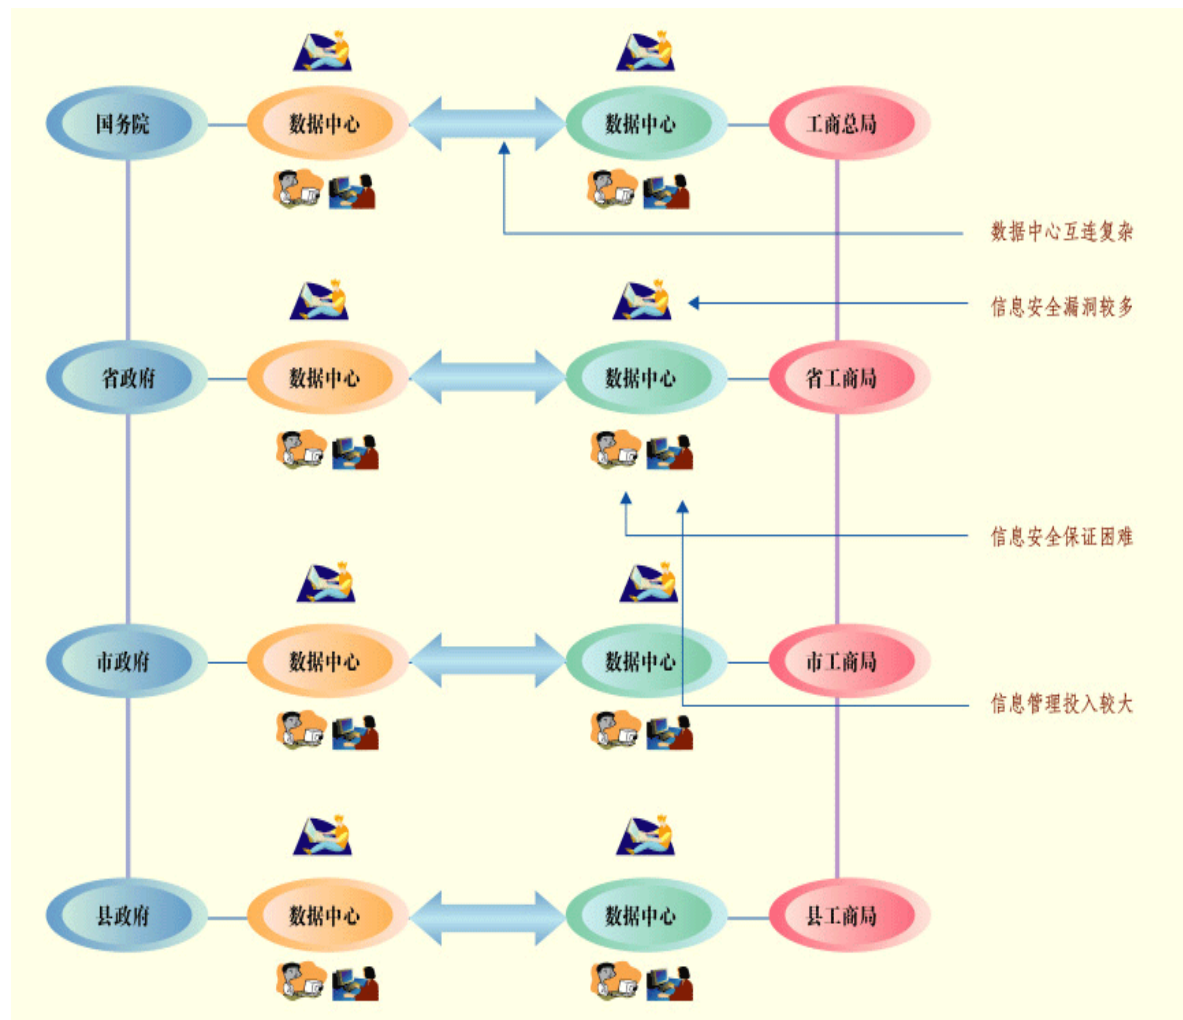 国务院
数据中心
数据中心
工商总局
数据中心互连复杂
信息安全漏洞较多
省政府
数据中心
数据中心
省工商局
信息安全保证困难
市政府
数据中心
数据中心
市工商局
信息管理投入较大
县政府
数据中心
数据中心
县工商局